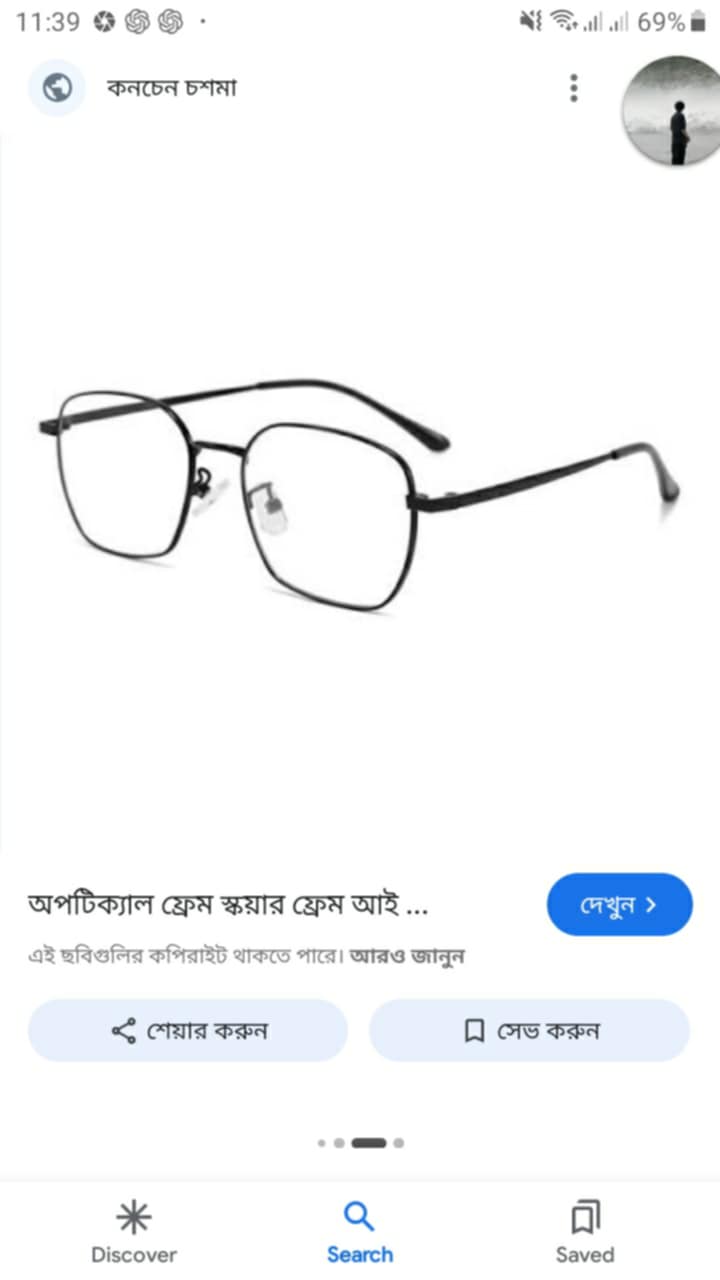 11:39
69%
কনচেন চশমা
অপটিক্যাল ফ্রেম স্কয়ার ফ্রেম আই ...
দেখুন
এই ছবিগুলির কপিরাইট থাকতে পারে। আরও জানুন
শেয়ার করুন
সেভ করুন
Discover
Search
Saved